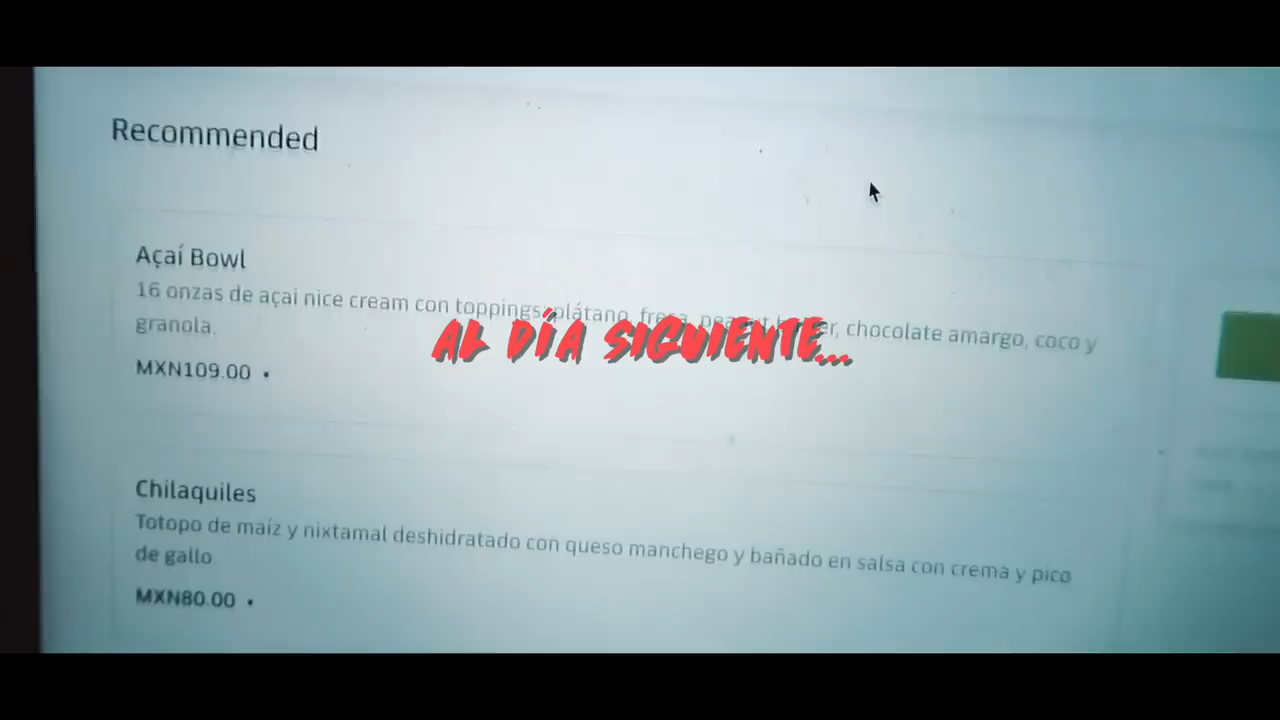 Recommended
Açaí Bowl
16 onzas de açai nice cream con toppings: plátano, fresa, peanut butter, chocolate amargo, coco y
granola.
AL DÍA SIGUIENTE...
MXN109.00 •
Chilaquiles
Totopo de maíz y nixtamal deshidratado con queso manchego y bañado en salsa con crema y pico
de gallo
MXN80.00 •